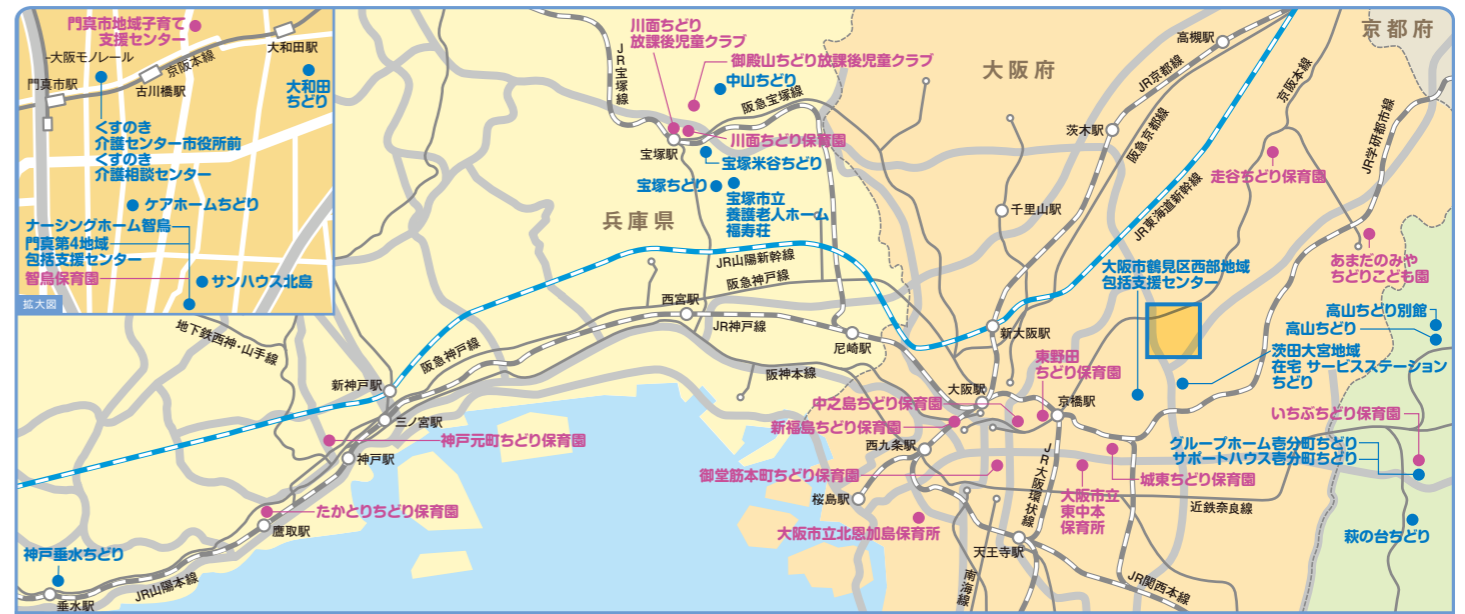 門真市地域子育て
支援センター
大和田駅
大阪モノレール
京阪本線
門真市駅
古川橋駅
大和田
ちどり
くすのき
介護センター市役所前
くすのき
介護相談センター
ケアホームちどり
ナーシングホーム智鳥
門真第4地域
包括支援センター
智鳥保育園
サンハウス北島
拡大図
川面ちどり
放課後児童クラブ
御殿山ちどり放課後児童クラブ
中山ちどり
JR宝塚線
阪急宝塚線
川面ちどり保育園
宝塚駅
宝塚米谷ちどり
宝塚ちどり
宝塚市立
養護老人ホーム
福寿荘
兵庫県
大阪府
京都府
高槻駅
JR京都線
京阪本線
茨木駅
阪急京都線
JR学研都市線
走谷ちどり保育園
千里山駅
JR東海道新幹線
あまだのみや
ちどりこども園
JR山陽新幹線
阪急神戸線
西宮駅
JR神戸線
大阪市鶴見区西部地域
包括支援センター
高山ちどり別館
高山ちどり
地下鉄西神・山手線
阪急神戸線
尼崎駅
新大阪駅
茨田大宮地域
在宅 サービスステーション
ちどり
東野田
ちどり保育園
新神戸駅
阪神本線
大阪駅
京橋駅
中之島ちどり保育園
いちぶちどり保育園
三ノ宮駅
新福島ちどり保育園
神戸元町ちどり保育園
西九条駅
グループホーム壱分町ちどり
サポートハウス壱分町ちどり
神戸駅
御堂筋本町ちどり保育園
JR大阪環状線
城東ちどり保育園
桜島駅
大阪市立
東中本
保育所
近鉄奈良線
たかとりちどり保育園
鷹取駅
大阪市立北恩加島保育所
萩の台ちどり
神戸垂水ちどり
天王寺駅
JR山陽本線
南海線
JR関西本線
垂水駅